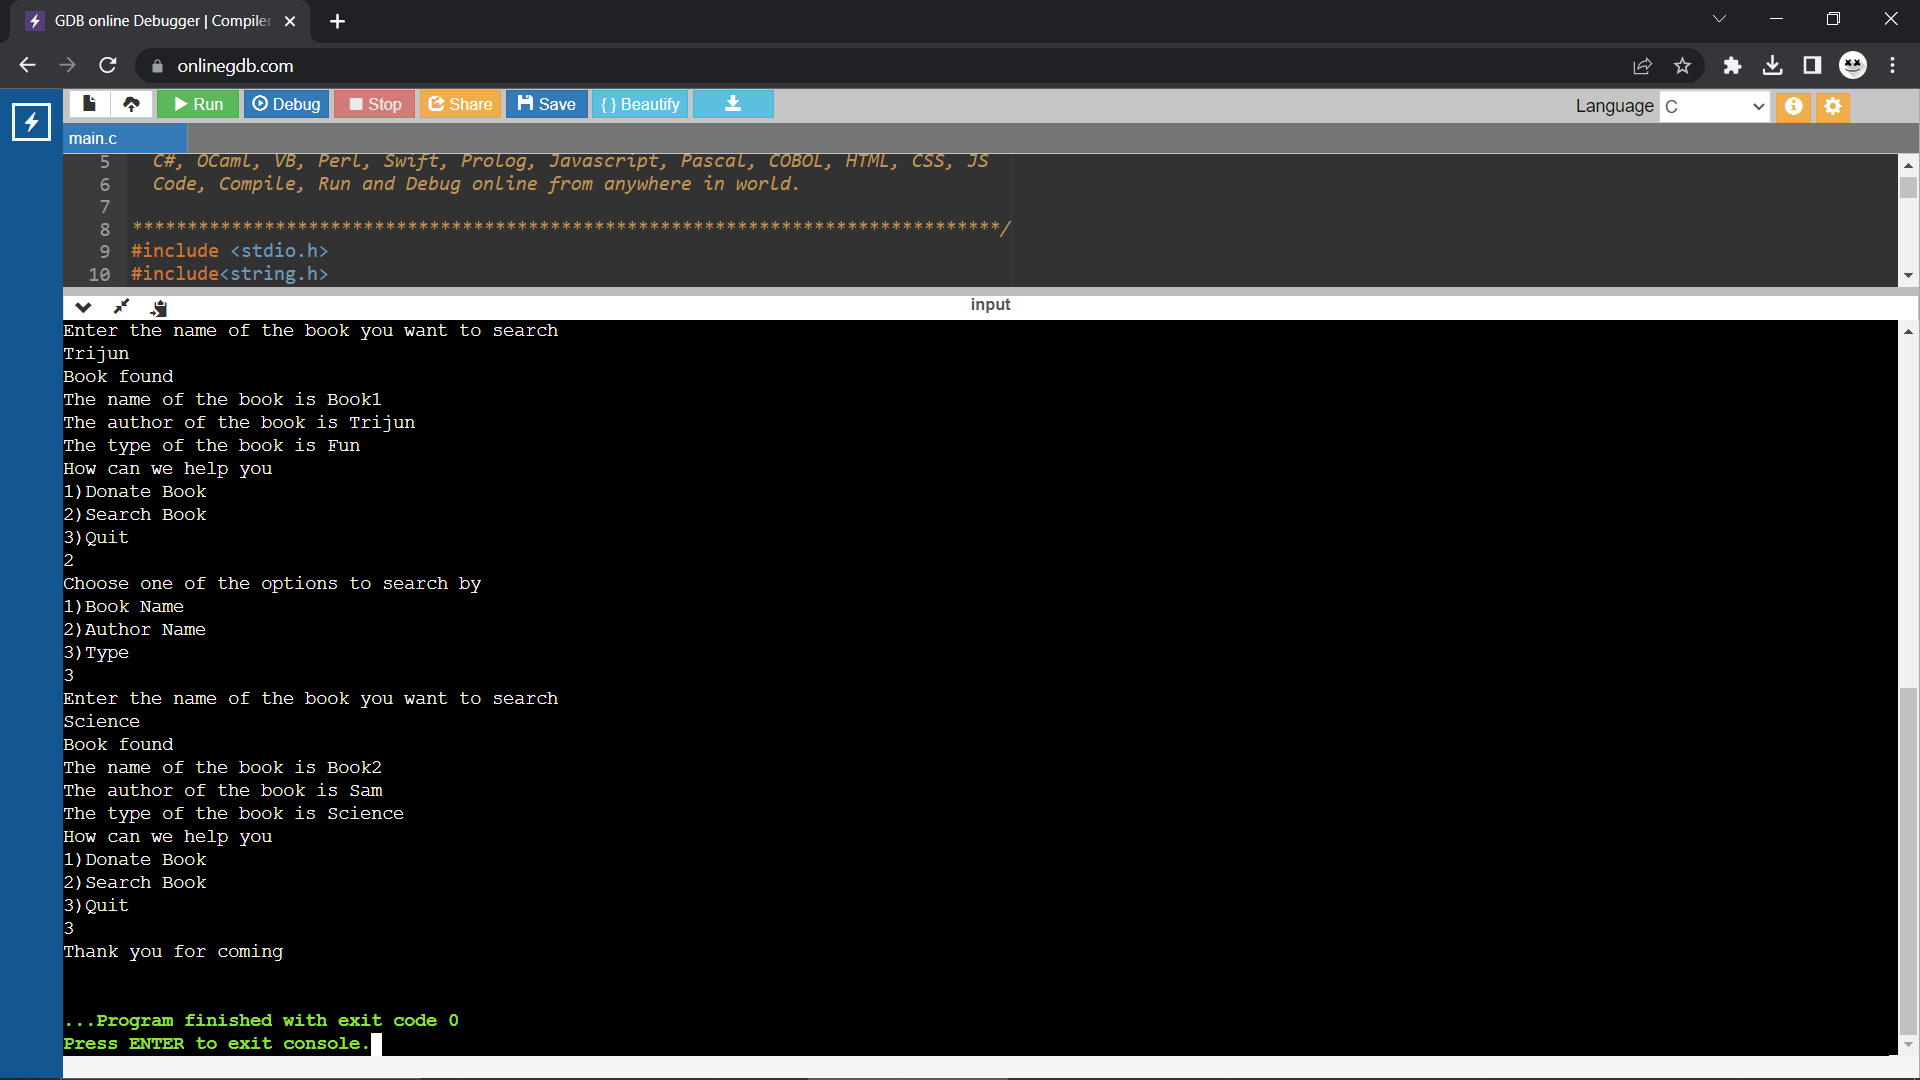 GDB online Debugger | Compiler
onlinegdb.com
Run Debug Stop Share Save { } Beautify Language C
main.c
5 C#, OCaml, VB, Perl, Swift, Prolog, Javascript, Pascal, COBOL, HTML, CSS, JS
6 Code, Compile, Run and Debug online from anywhere in world.
7
8 *******************************************************************************/
9 #include <stdio.h>
10 #include<string.h>
input
Enter the name of the book you want to search
Trijun
Book found
The name of the book is Book1
The author of the book is Trijun
The type of the book is Fun
How can we help you
1)Donate Book
2)Search Book
3)Quit
2
Choose one of the options to search by
1)Book Name
2)Author Name
3)Type
3
Enter the name of the book you want to search
Science
Book found
The name of the book is Book2
The author of the book is Sam
The type of the book is Science
How can we help you
1)Donate Book
2)Search Book
3)Quit
3
Thank you for coming
...Program finished with exit code 0
Press ENTER to exit console.